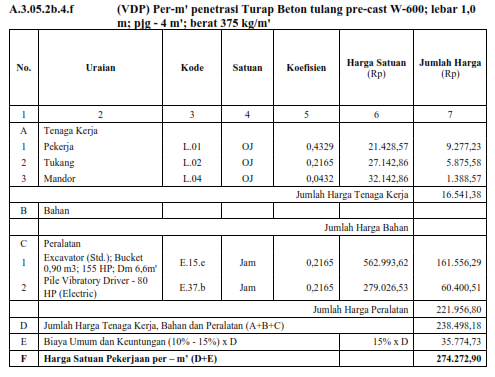 A.3.05.2b.4.f (VDP) Per-m' penetrasi Turap Beton tulang pre-cast W-600; lebar 1,0
m; pjg - 4 m'; berat 375 kg/m'
No. Uraian Kode Satuan Koefisien Harga Satuan (Rp) Jumlah Harga (Rp)
1 2 3 4 5 6 7
A Tenaga Kerja
1 Pekerja L.01 OJ 0,4329 21.428,57 9.277,23
2 Tukang L.02 OJ 0,2165 27.142,86 5.875,58
3 Mandor L.04 OJ 0,0432 32.142,86 1.388,57
Jumlah Harga Tenaga Kerja 16.541,38
B Bahan
Jumlah Harga Bahan
C Peralatan
1 Excavator (Std.); Bucket
0,90 m3; 155 HP; Dm 6,6m' E.15.e Jam 0,2165 562.993,62 161.556,29
2 Pile Vibratory Driver - 80
HP (Electric) E.37.b Jam 0,2165 279.026,53 60.400,51
Jumlah Harga Peralatan 221.956,80
D Jumlah Harga Tenaga Kerja, Bahan dan Peralatan (A+B+C) 238.498,18
E Biaya Umum dan Keuntungan (10% - 15%) x D 15% x D 35.774,73
F Harga Satuan Pekerjaan per – m' (D+E) 274.272,90